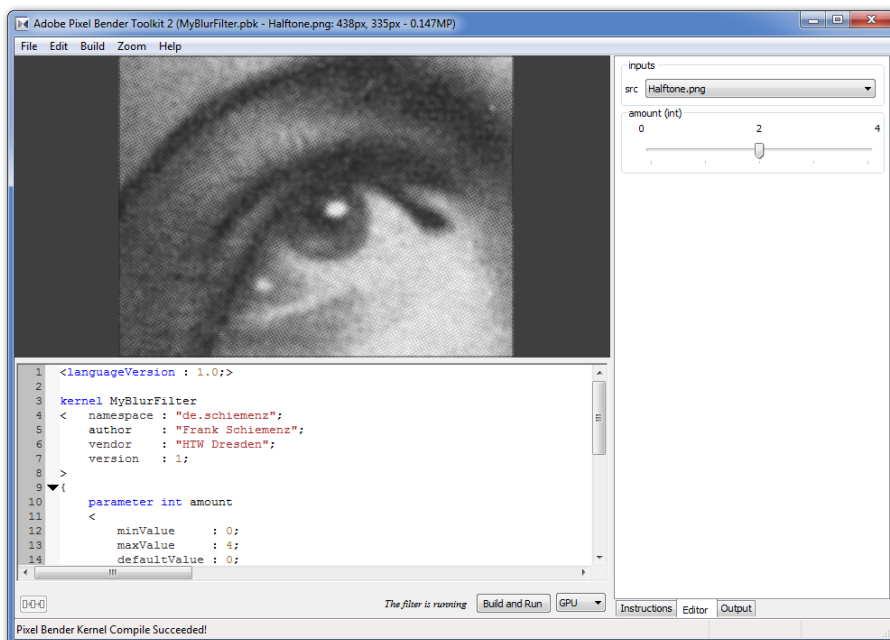 Adobe Pixel Bender Toolkit 2 (MyBlurFilter.pbk - Halftone.png: 438px, 335px - 0.147MP)
File Edit Build Zoom Help
inputs
src Halftone.png
amount (int)
0 2 4
1 <languageVersion : 1.0;>
2
3 kernel MyBlurFilter
4 < namespace : "de.schiemenz";
5 author : "Frank Schiemenz";
6 vendor : "HTW Dresden";
7 version : 1;
8 >
9 {
10 parameter int amount
11 <
12 minValue : 0;
13 maxValue : 4;
14 defaultValue : 0;
The filter is running Build and Run GPU
Instructions Editor Output
Pixel Bender Kernel Compile Succeeded!